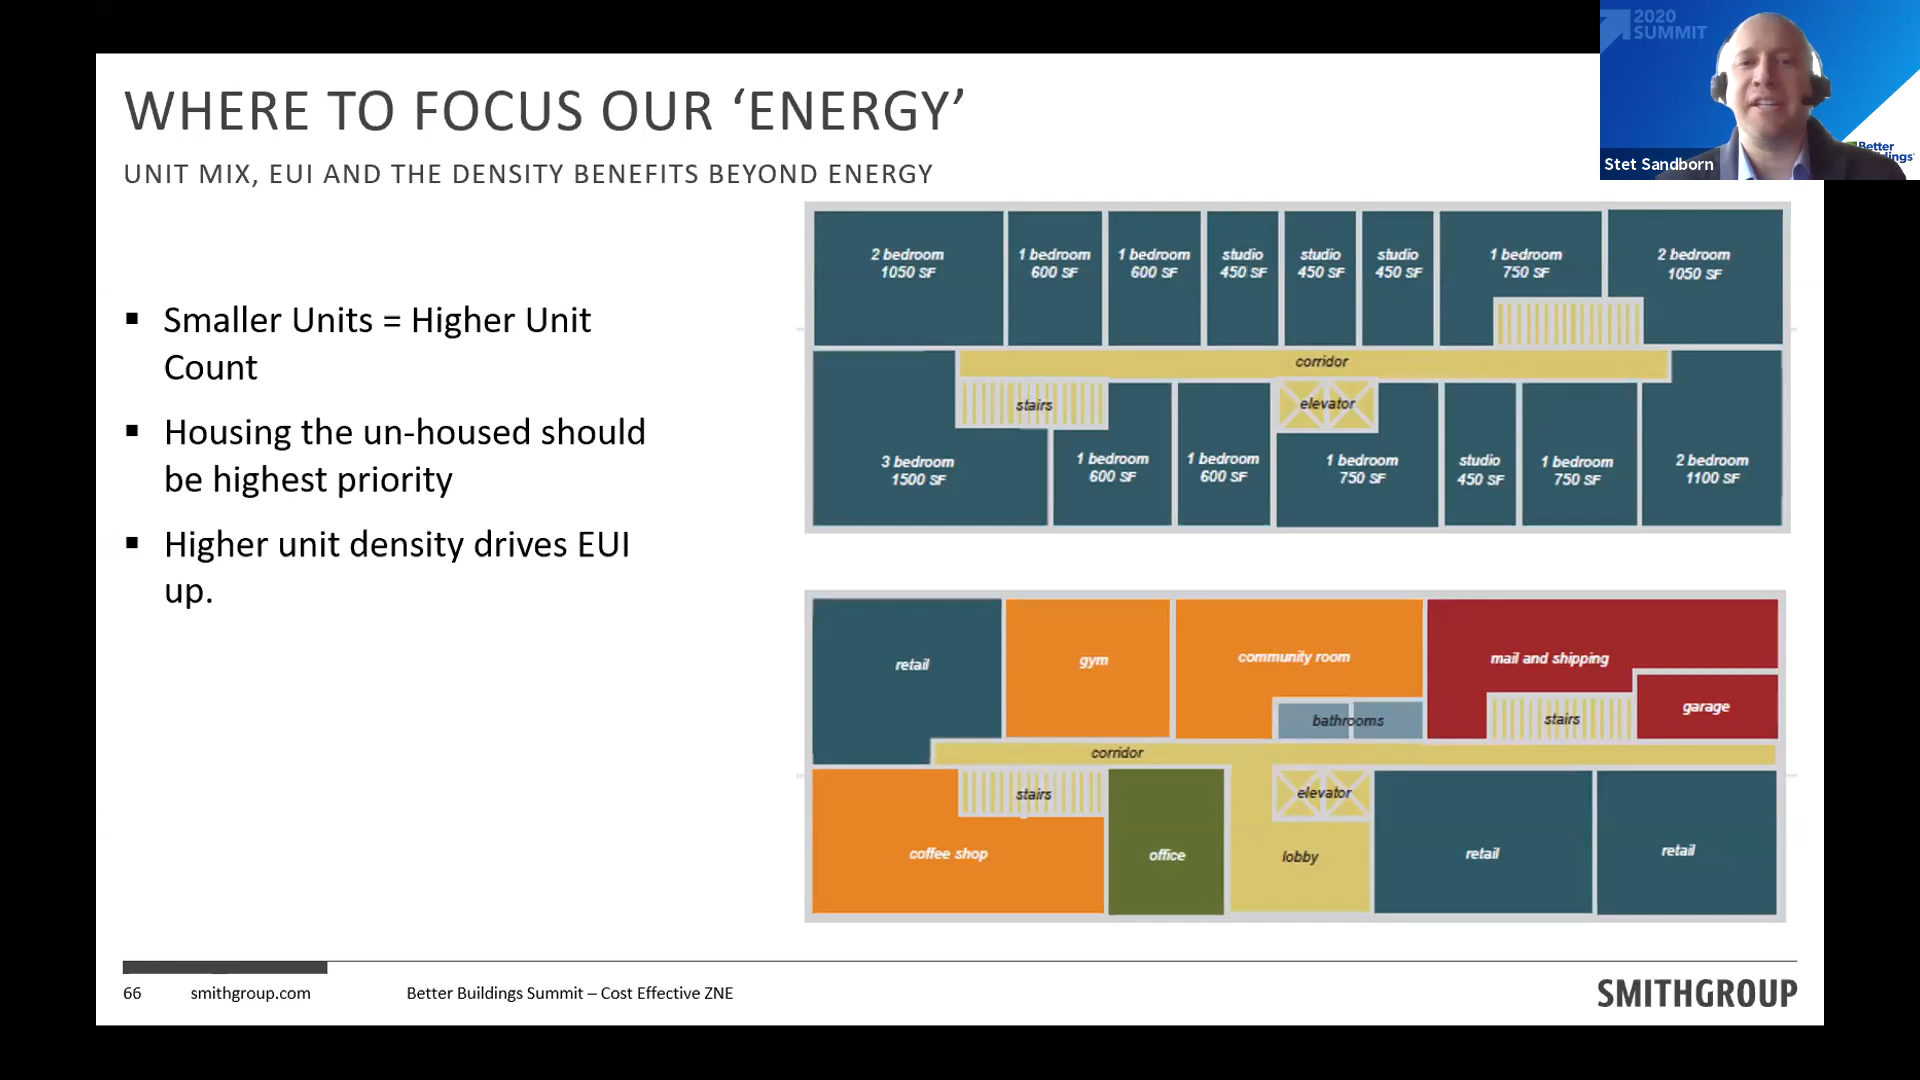 2020
SUMMIT
Better
Stet Sandborn
WHERE TO FOCUS OUR ‘ENERGY’
UNIT MIX, EUI AND THE DENSITY BENEFITS BEYOND ENERGY
▪ Smaller Units = Higher Unit
Count
▪ Housing the un-housed should
be highest priority
▪ Higher unit density drives EUI
up.
2 bedroom
1050 SF
1 bedroom
600 SF
1 bedroom
600 SF
studio
450 SF
studio
450 SF
studio
450 SF
1 bedroom
750 SF
2 bedroom
1050 SF
corridor
stairs
elevator
3 bedroom
1500 SF
1 bedroom
600 SF
1 bedroom
600 SF
1 bedroom
750 SF
studio
450 SF
1 bedroom
750 SF
2 bedroom
1100 SF
retail
gym
community room
mail and shipping
bathrooms
stairs
garage
corridor
stairs
elevator
coffee shop
office
lobby
retail
retail
66 smithgroup.com Better Buildings Summit – Cost Effective ZNE
SMITHGROUP